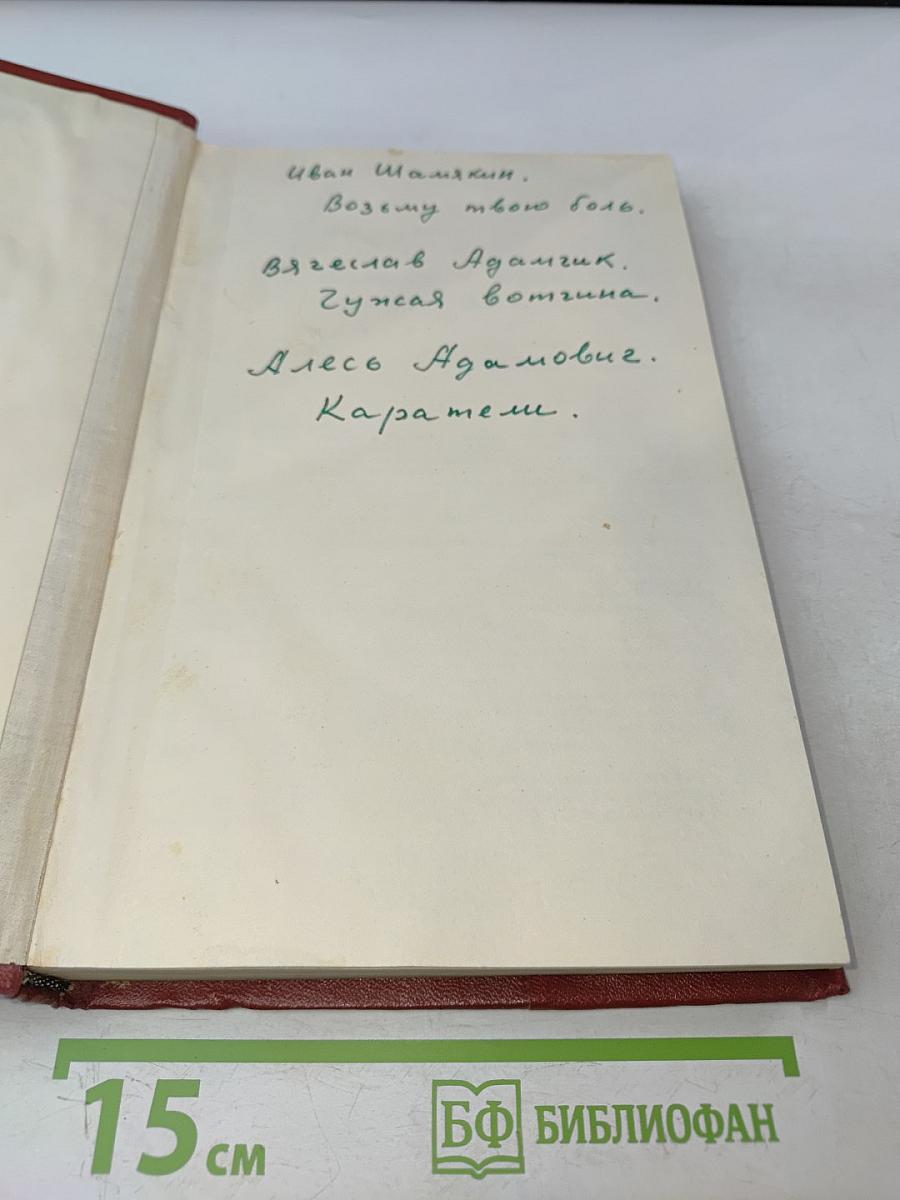 Иван Шамякин.
Возьму твою боль.
Вячеслав Адамчик.
Чужая вотчина.
Алесь Адамович.
Каратели.
15 см
БФ БИБЛИОФАН